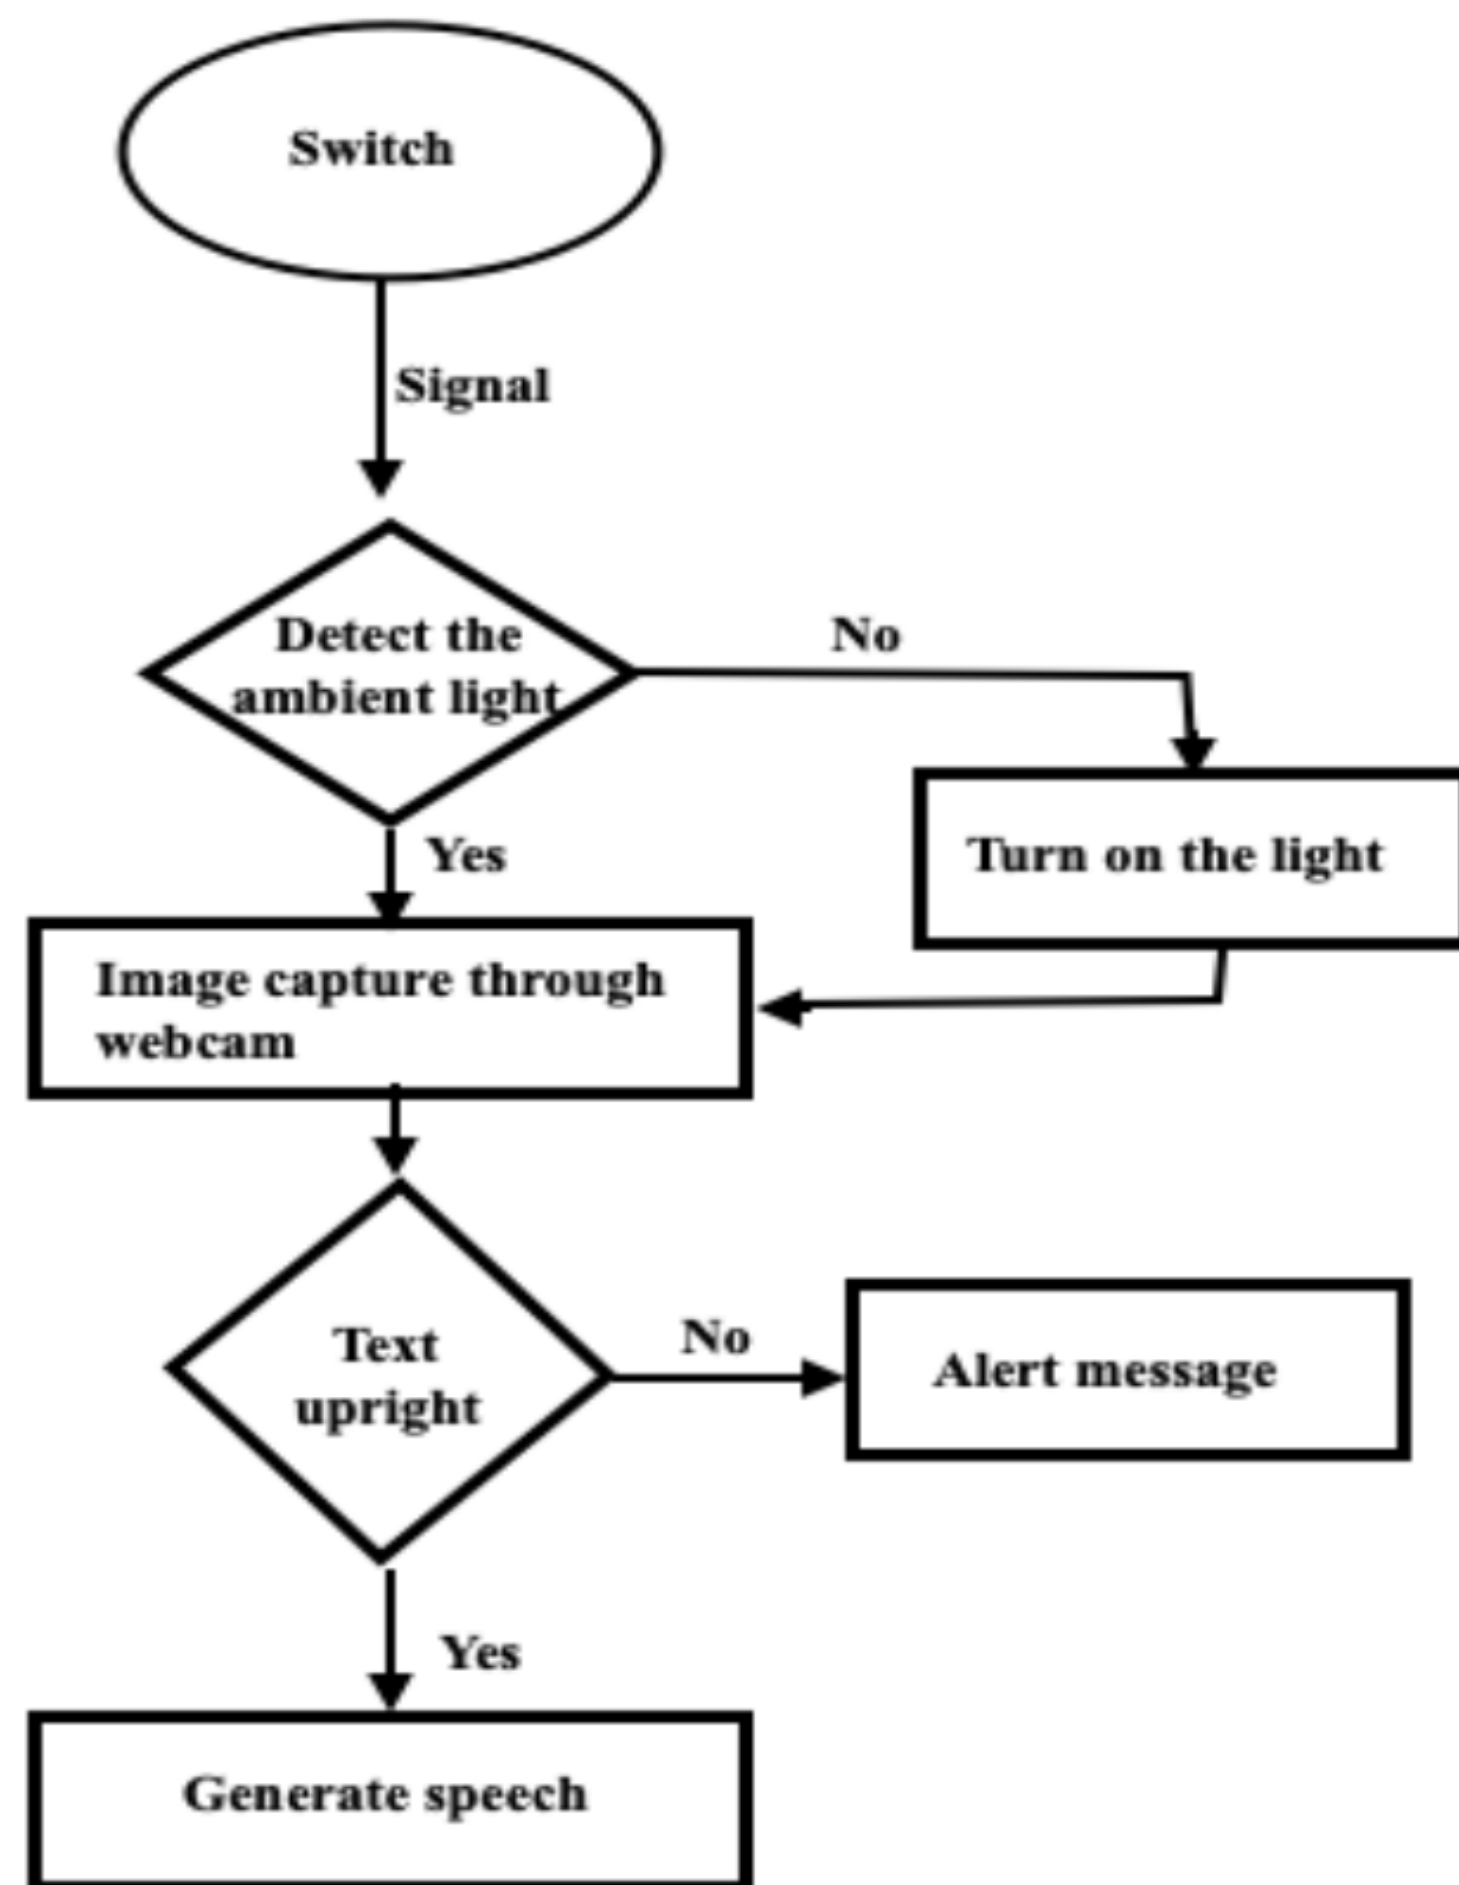 Switch
Signal
Detect the
ambient light
No
Turn on the light
Yes
Image capture through
webcam
Text
upright
No
Alert message
Yes
Generate speech